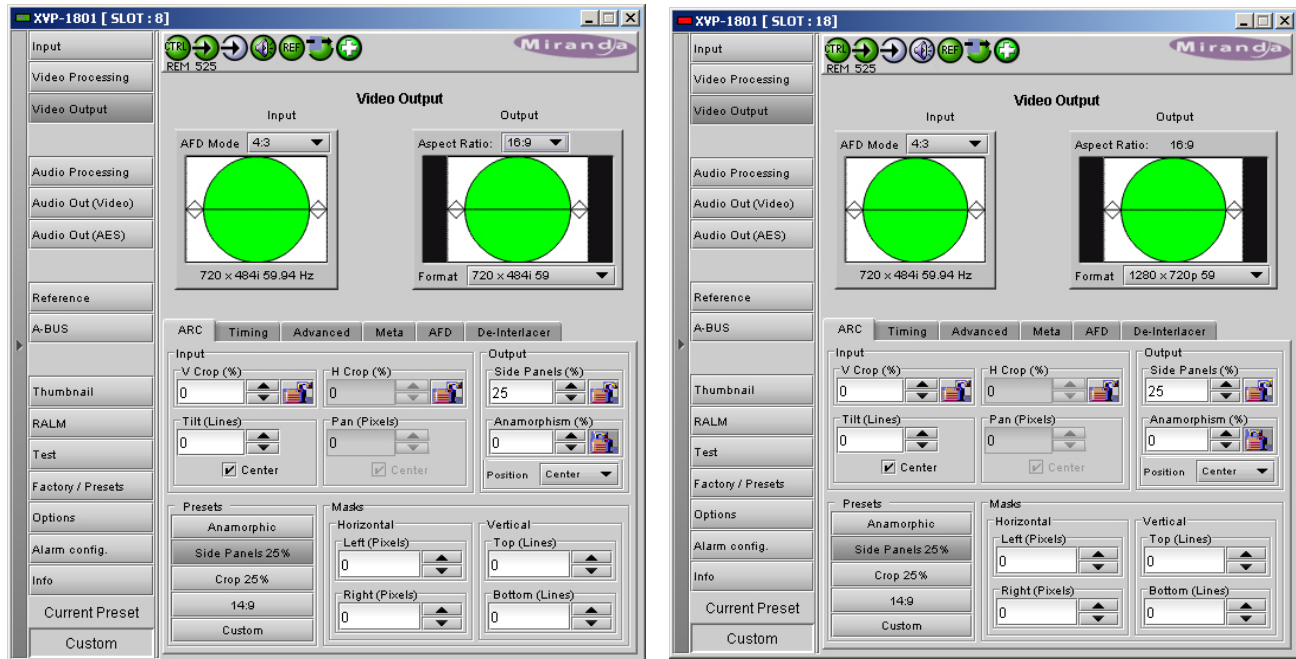 XVP-1801 [ SLOT : 8]
Input
Video Processing
Video Output
Audio Processing
Audio Out (Video)
Audio Out (AES)
Reference
A-BUS
Thumbnail
RALM
Test
Factory / Presets
Options
Alarm config.
Info
Current Preset
Custom
CTRL
REF
REM 525
Miranda
Video Output
Input
Output
AFD Mode 4:3
Aspect Ratio: 16:9
720 x 484i 59.94 Hz
Format 720 x 484i 59
ARC Timing Advanced Meta AFD De-Interlacer
Input
Output
V Crop (%)
H Crop (%)
Side Panels (%)
0
0
25
Tilt (Lines)
Pan (Pixels)
Anamorphism (%)
0
0
0
Center
Center
Position Center
Presets
Anamorphic
Side Panels 25%
Crop 25%
14:9
Custom
Masks
Horizontal
Vertical
Left (Pixels)
Top (Lines)
0
0
Right (Pixels)
Bottom (Lines)
0
0
XVP-1801 [ SLOT : 18]
Input
Video Processing
Video Output
Audio Processing
Audio Out (Video)
Audio Out (AES)
Reference
A-BUS
Thumbnail
RALM
Test
Factory / Presets
Options
Alarm config.
Info
Current Preset
Custom
CTRL
REF
REM 525
Miranda
Video Output
Input
Output
AFD Mode 4:3
Aspect Ratio: 16:9
720 x 484i 59.94 Hz
Format 1280 x 720p 59
ARC Timing Advanced Meta AFD De-Interlacer
Input
Output
V Crop (%)
H Crop (%)
Side Panels (%)
0
0
25
Tilt (Lines)
Pan (Pixels)
Anamorphism (%)
0
0
0
Center
Center
Position Center
Presets
Anamorphic
Side Panels 25%
Crop 25%
14:9
Custom
Masks
Horizontal
Vertical
Left (Pixels)
Top (Lines)
0
0
Right (Pixels)
Bottom (Lines)
0
0